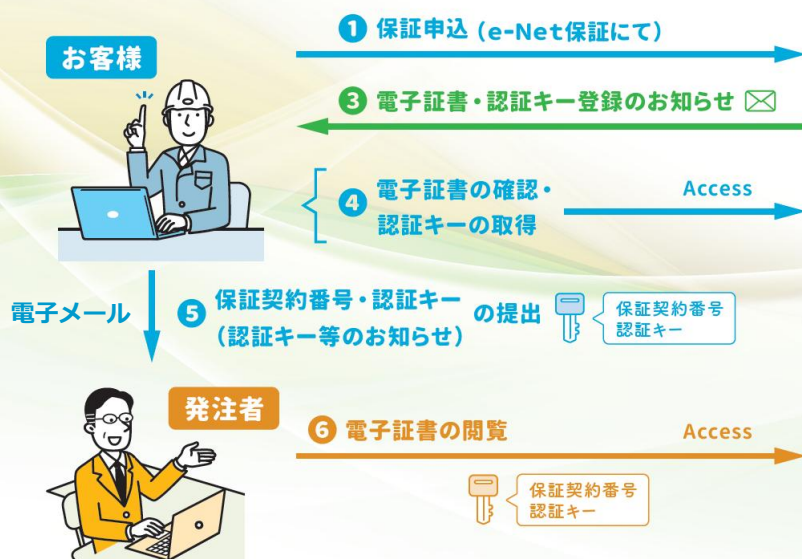 ❶ 保証申込 (e-Net保証にて)
お客様
❸ 電子証書・認証キー登録のお知らせ
❹ 電子証書の確認・
認証キーの取得
Access
電子メール
❺ 保証契約番号・認証キー
(認証キー等のお知らせ)
の提出
保証契約番号
認証キー
発注者
❻ 電子証書の閲覧
Access
保証契約番号
認証キー